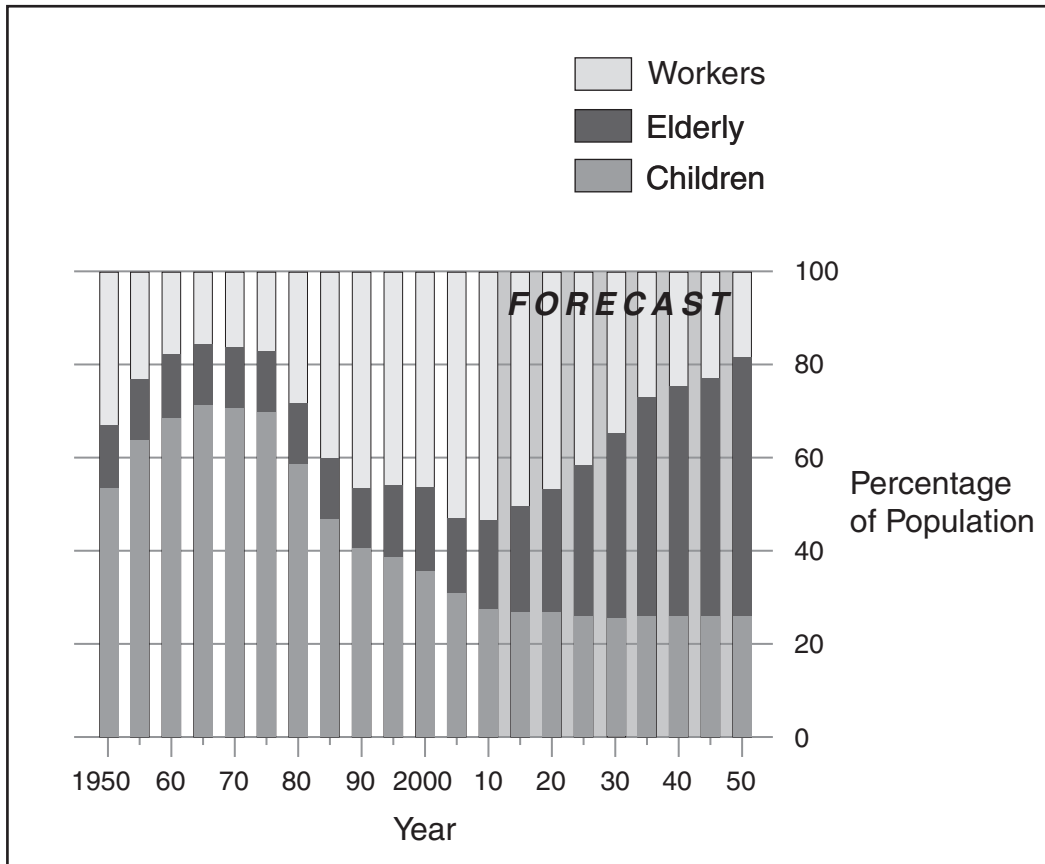 Workers
Elderly
Children
FORECAST
100
80
60
40
20
0
Percentage
of Population
1950 60 70 80 90 2000 10 20 30 40 50
Year